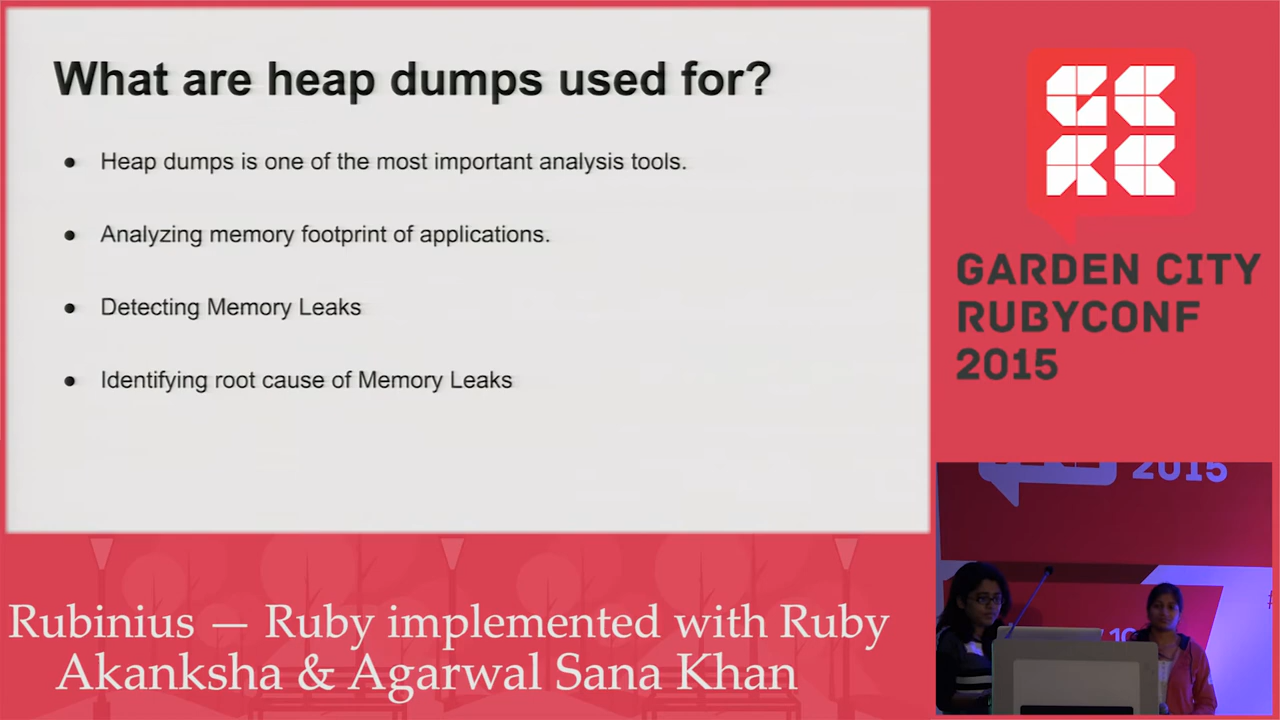 What are heap dumps used for?
● Heap dumps is one of the most important analysis tools.
● Analyzing memory footprint of applications.
● Detecting Memory Leaks
● Identifying root cause of Memory Leaks
GARDEN CITY
RUBYCONF
2015
2015
Rubinius — Ruby implemented with Ruby
Akanksha & Agarwal Sana Khan